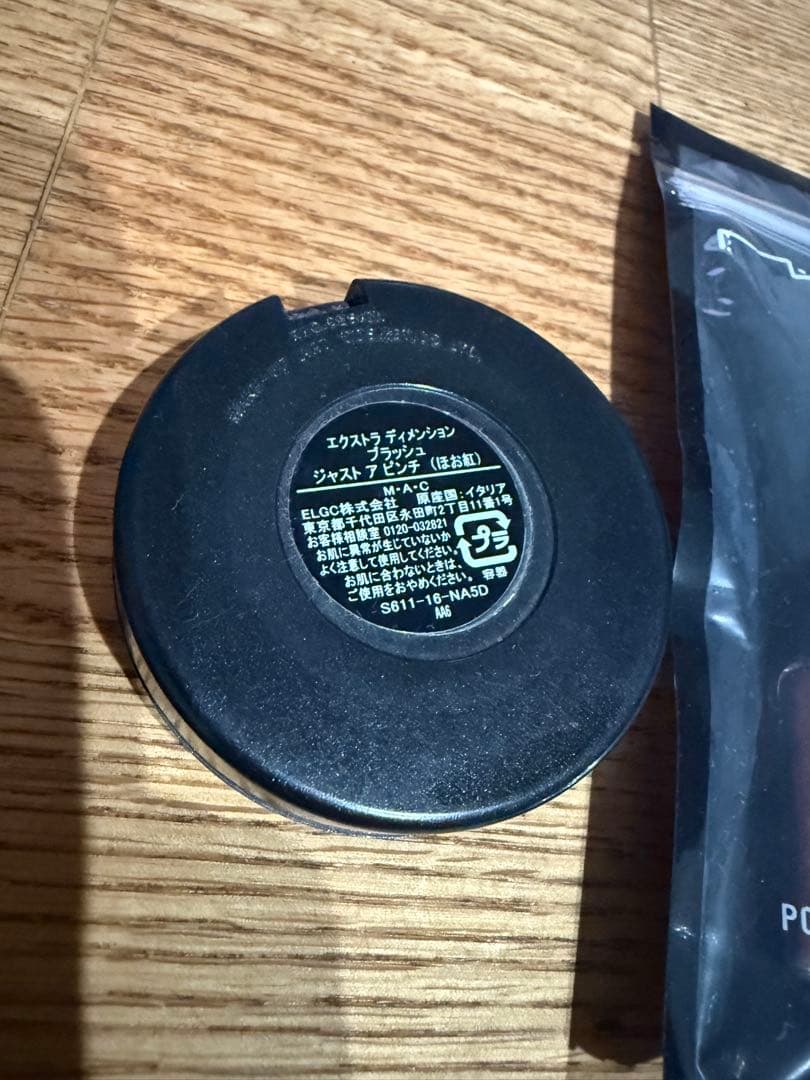 エクストラ ディメンション
ブラッシュ
ジャスト ア ピンチ（ほお紅）
M・A・C
ELGC株式会社 原産国:イタリア
東京都千代田区永田町2丁目11番1号
お客様相談室 0120-032821
お肌に異常が生じていないか
よく注意して使用してください。
お肌に合わないときは、
ご使用をおやめください。
プラ
容器
S611-16-NA5D
AA6